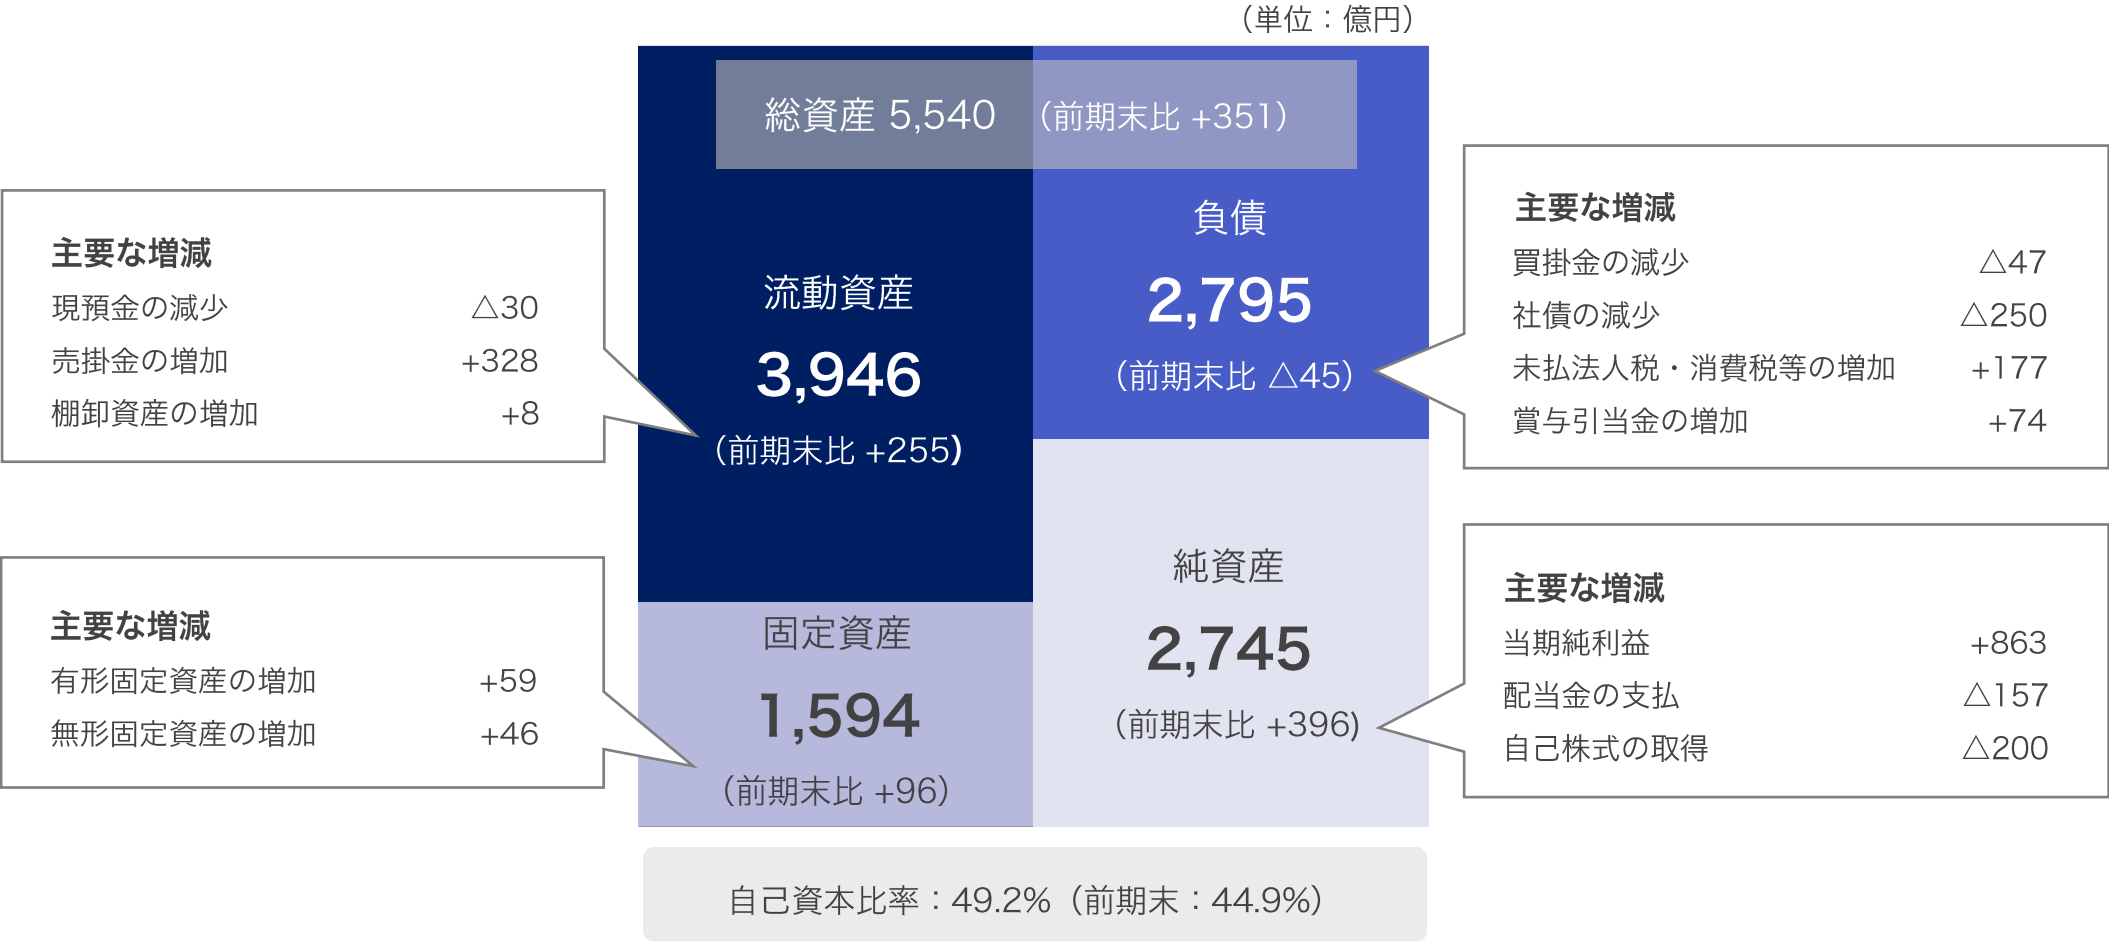 （単位：億円）
総資産 5,540 （前期末比 +351）
主要な増減
現預金の減少 △30
売掛金の増加 +328
棚卸資産の増加 +8
流動資産
3,946
（前期末比 +255）
主要な増減
有形固定資産の増加 +59
無形固定資産の増加 +46
固定資産
1,594
（前期末比 +96）
負債
2,795
（前期末比 △45）
主要な増減
買掛金の減少 △47
社債の減少 △250
未払法人税・消費税等の増加 +177
賞与引当金の増加 +74
純資産
2,745
（前期末比 +396)
主要な増減
当期純利益 +863
配当金の支払 △157
自己株式の取得 △200
自己資本比率：49.2%（前期末：44.9%）